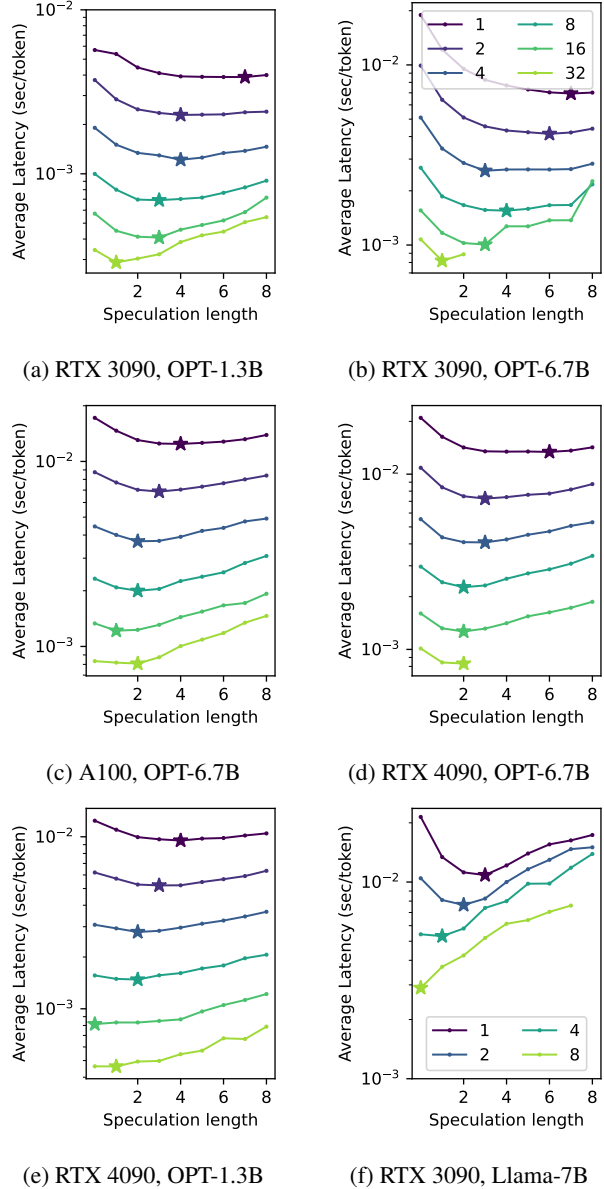 10⁻²
10⁻³
Average Latency (sec/token)
2 4 6 8
Speculation length
(a) RTX 3090, OPT-1.3B
10⁻²
10⁻³
Average Latency (sec/token)
1 8
2 16
4 32
2 4 6 8
Speculation length
(b) RTX 3090, OPT-6.7B
10⁻²
10⁻³
Average Latency (sec/token)
2 4 6 8
Speculation length
(c) A100, OPT-6.7B
10⁻²
10⁻³
Average Latency (sec/token)
2 4 6 8
Speculation length
(d) RTX 4090, OPT-6.7B
10⁻²
10⁻³
Average Latency (sec/token)
2 4 6 8
Speculation length
(e) RTX 4090, OPT-1.3B
10⁻²
10⁻³
Average Latency (sec/token)
1 4
2 8
2 4 6 8
Speculation length
(f) RTX 3090, Llama-7B